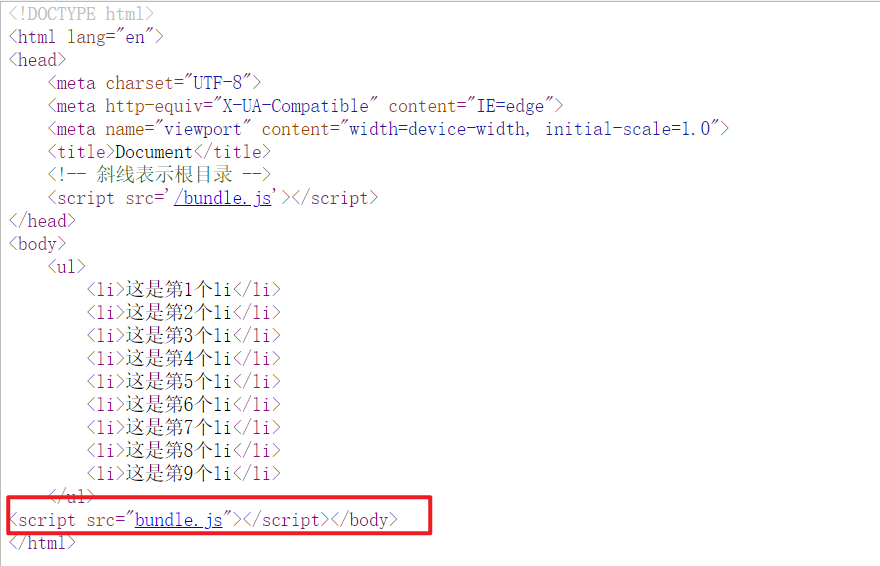 <!DOCTYPE html>
<html lang="en">
<head>
    <meta charset="UTF-8">
    <meta http-equiv="X-UA-Compatible" content="IE=edge">
    <meta name="viewport" content="width=device-width, initial-scale=1.0">
    <title>Document</title>
    <!-- 斜线表示根目录 -->
    <script src='/bundle.js'></script>
</head>
<body>
    <ul>
        <li>这是第1个li</li>
        <li>这是第2个li</li>
        <li>这是第3个li</li>
        <li>这是第4个li</li>
        <li>这是第5个li</li>
        <li>这是第6个li</li>
        <li>这是第7个li</li>
        <li>这是第8个li</li>
        <li>这是第9个li</li>
    </ul>
<script src="bundle.js"></script></body>
</html>